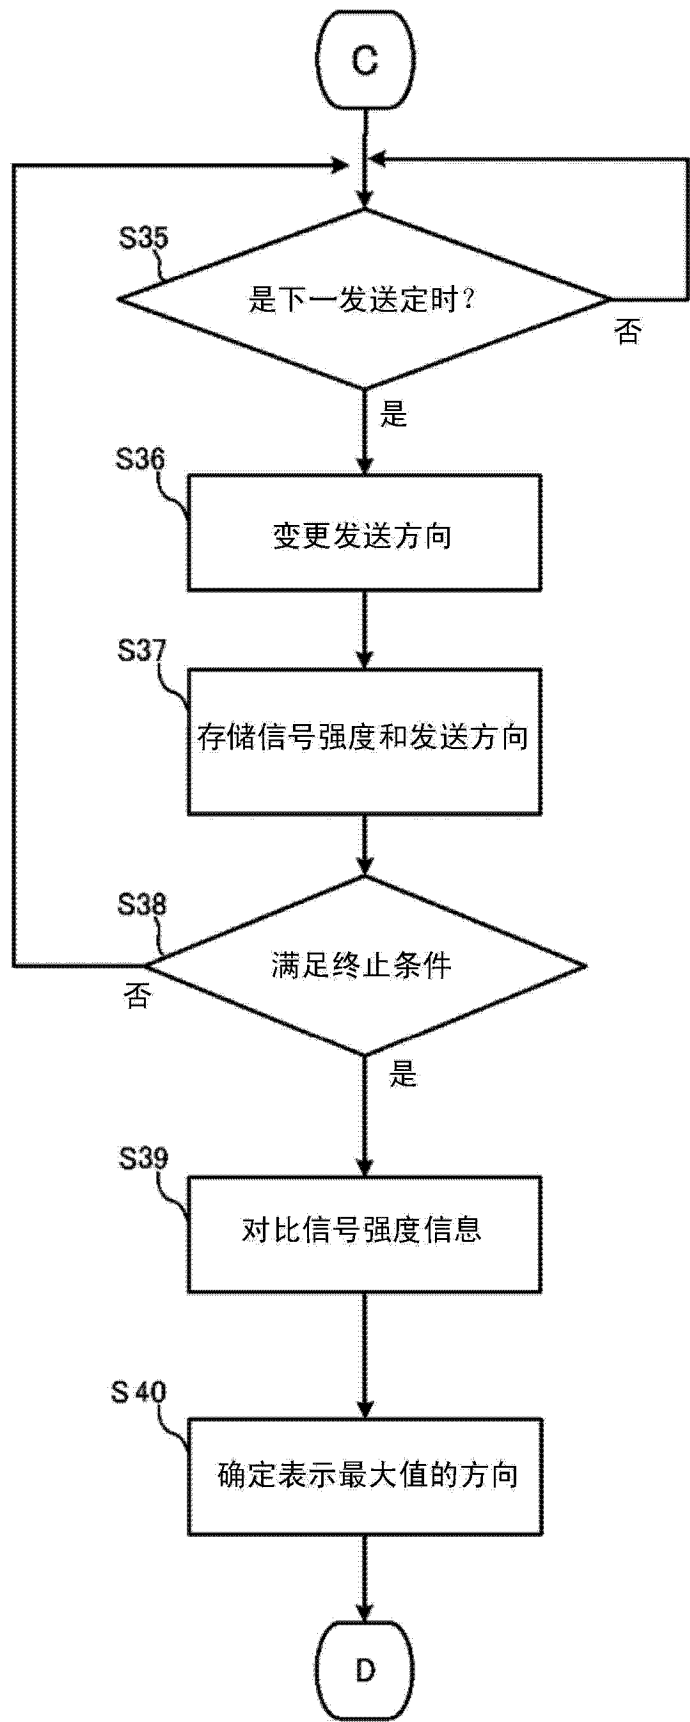 C
S35
是下一发送定时？
否
是
S36
变更发送方向
S37
存储信号强度和发送方向
S38
满足终止条件
否
是
S39
对比信号强度信息
S 40
确定表示最大值的方向
D